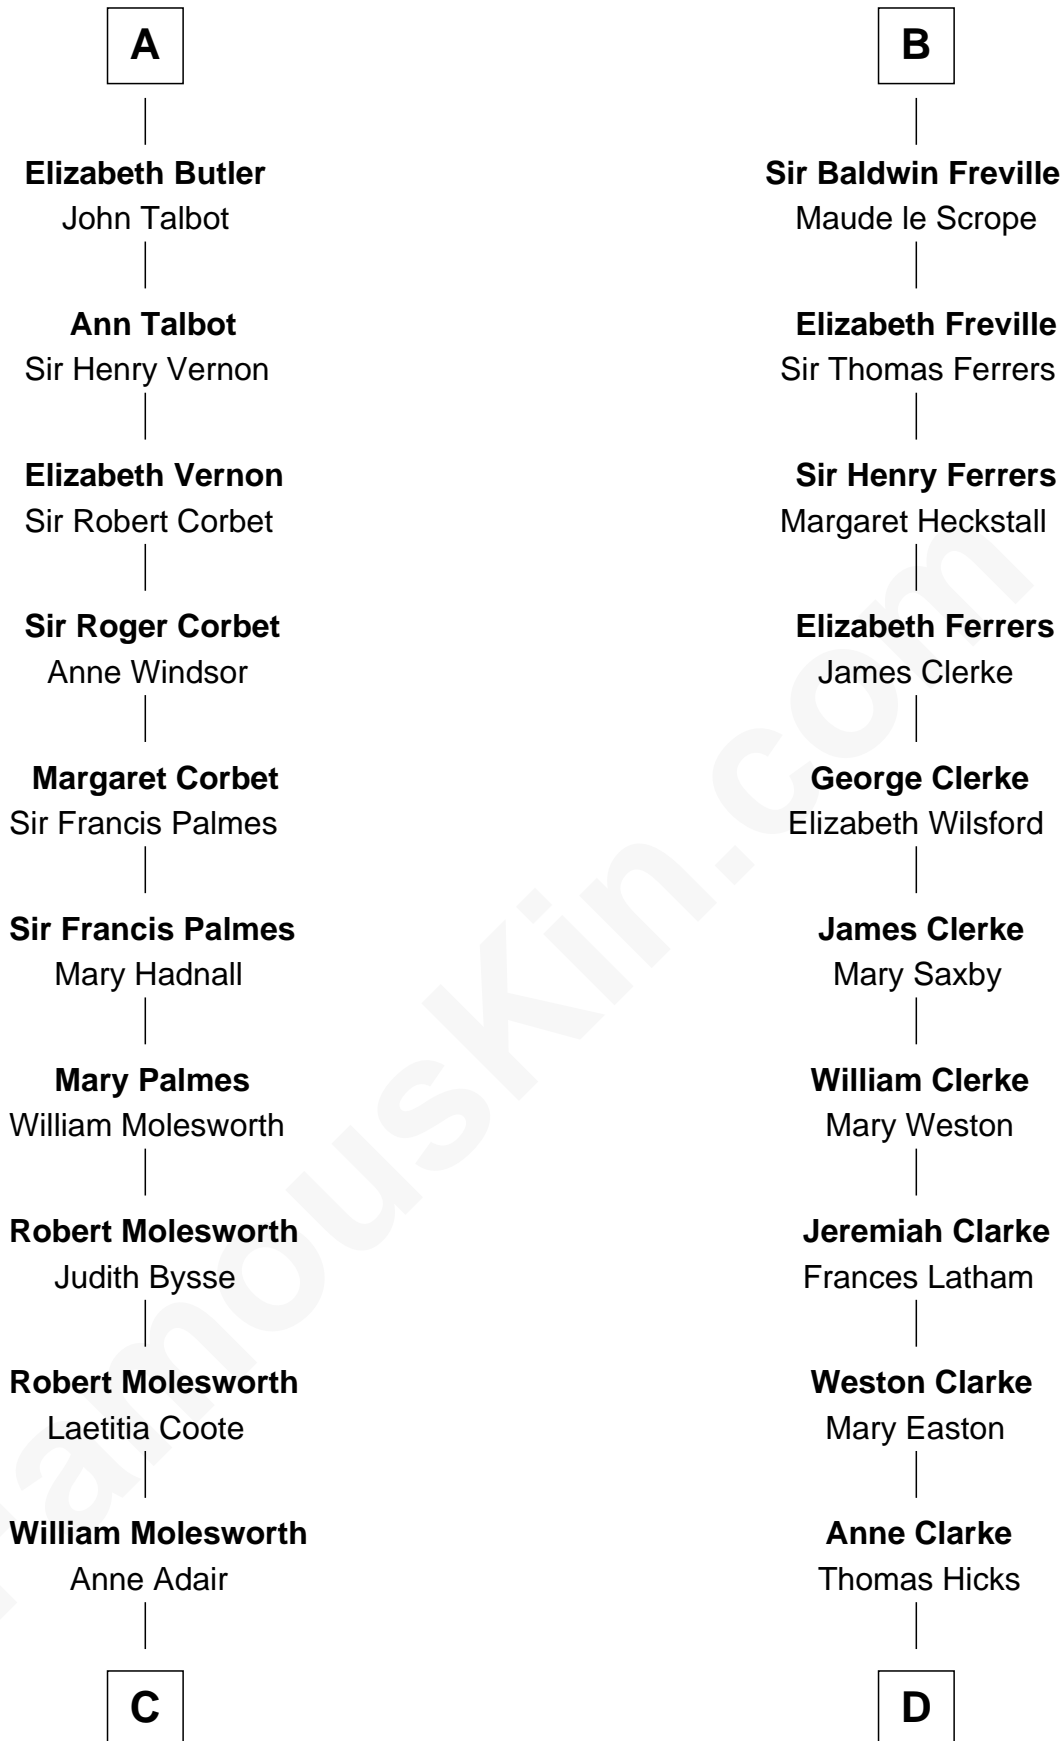 A
Elizabeth Butler
John Talbot
Ann Talbot
Sir Henry Vernon
Elizabeth Vernon
Sir Robert Corbet
Sir Roger Corbet
Anne Windsor
Margaret Corbet
Sir Francis Palmes
Sir Francis Palmes
Mary Hadnall
Mary Palmes
William Molesworth
Robert Molesworth
Judith Bysse
Robert Molesworth
Laetitia Coote
William Molesworth
Anne Adair
C
B
Sir Baldwin Freville
Maude le Scrope
Elizabeth Freville
Sir Thomas Ferrers
Sir Henry Ferrers
Margaret Heckstall
Elizabeth Ferrers
James Clerke
George Clerke
Elizabeth Wilsford
James Clerke
Mary Saxby
William Clerke
Mary Weston
Jeremiah Clarke
Frances Latham
Weston Clarke
Mary Easton
Anne Clarke
Thomas Hicks
D
FamousKin.com